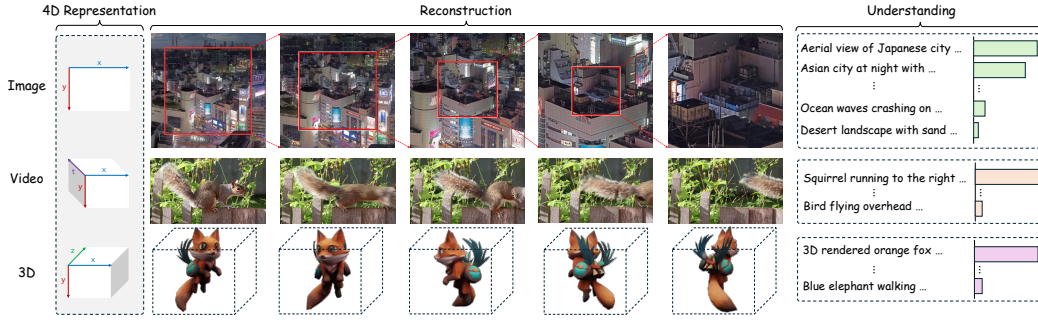 4D Representation
Reconstruction
Understanding
Image
x
y
Aerial view of Japanese city ...
Asian city at night with ...
⋮
⋮
Ocean waves crashing on ...
Desert landscape with sand ...
Video
t
x
y
Squirrel running to the right ...
⋮
⋮
Bird flying overhead ...
3D
z
x
y
3D rendered orange fox ...
⋮
⋮
Blue elephant walking ...